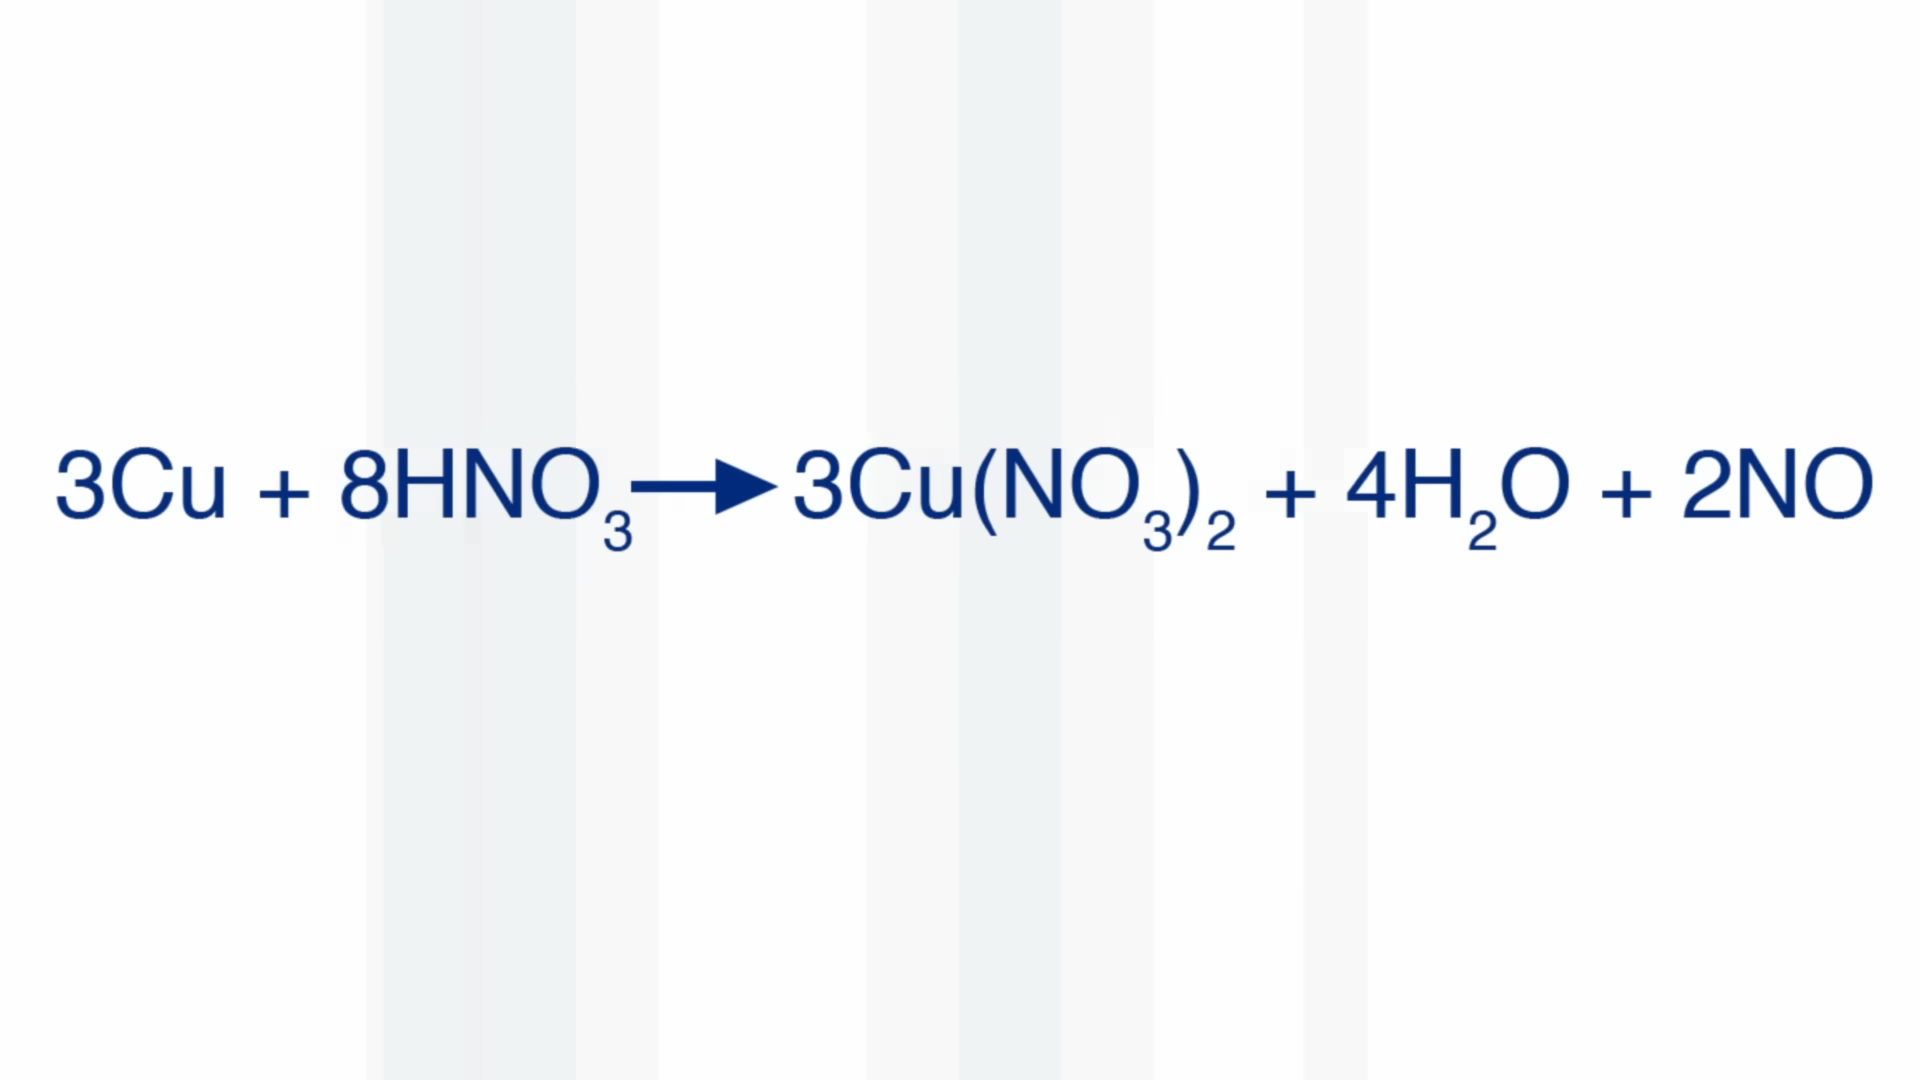 3Cu + 8HNO₃ → 3Cu(NO₃)₂ + 4H₂O + 2NO